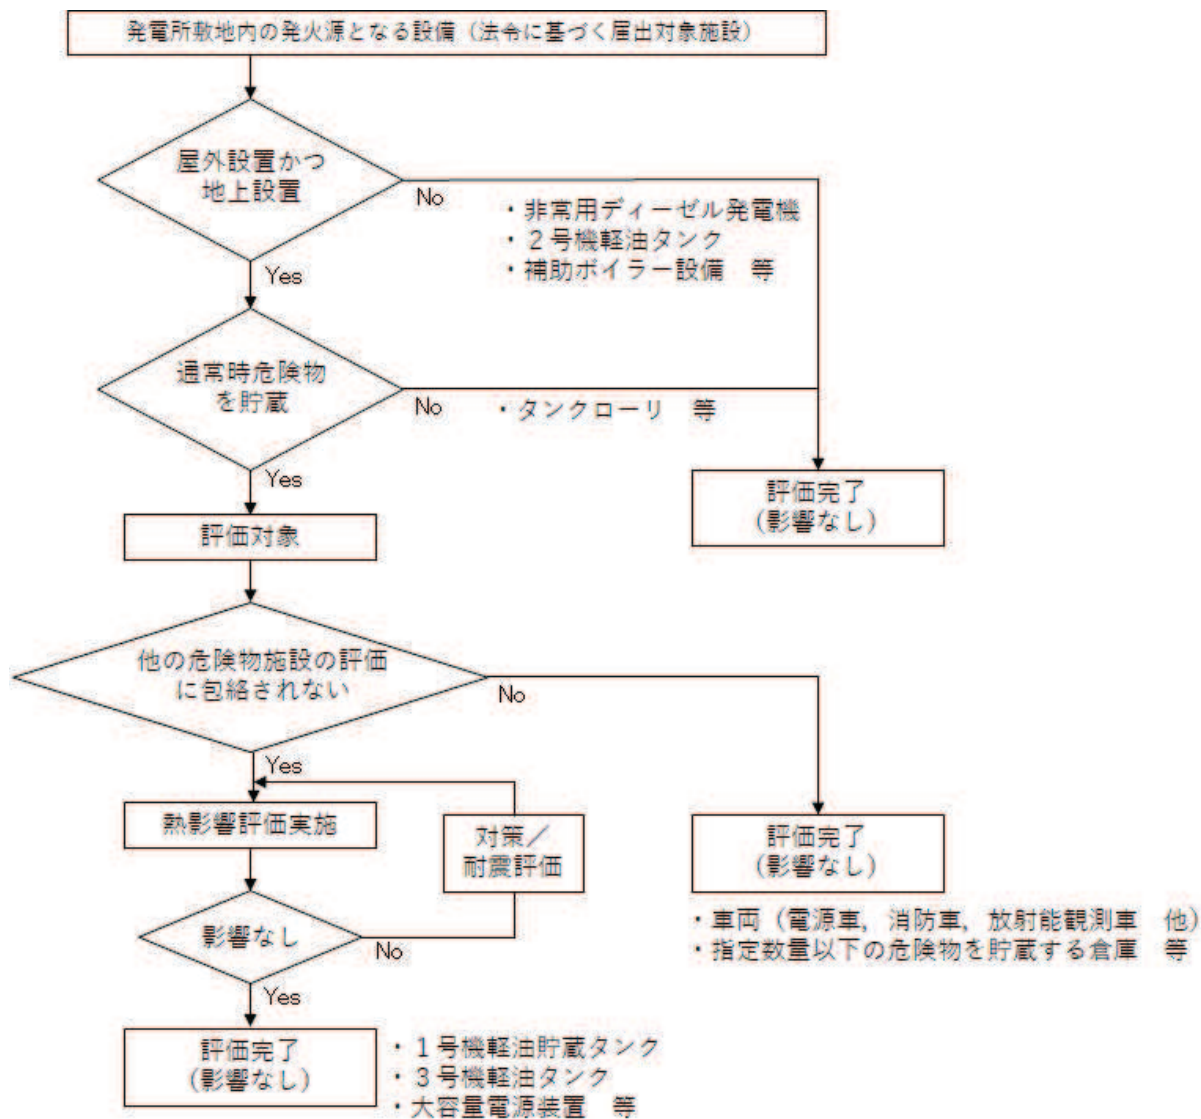 発電所敷地内の発火源となる設備（法令に基づく届出対象施設）
屋外設置かつ
地上設置
No
・非常用ディーゼル発電機
・２号機軽油タンク
・補助ボイラー設備　等
Yes
通常時危険物
を貯蔵
No
・タンクローリ　等
Yes
評価完了
（影響なし）
評価対象
他の危険物施設の評価
に包絡されない
No
Yes
熱影響評価実施
対策／
耐震評価
評価完了
（影響なし）
・車両（電源車，消防車，放射能観測車　他）
・指定数量以下の危険物を貯蔵する倉庫　等
影響なし
No
Yes
評価完了
（影響なし）
・１号機軽油貯蔵タンク
・３号機軽油タンク
・大容量電源装置　等